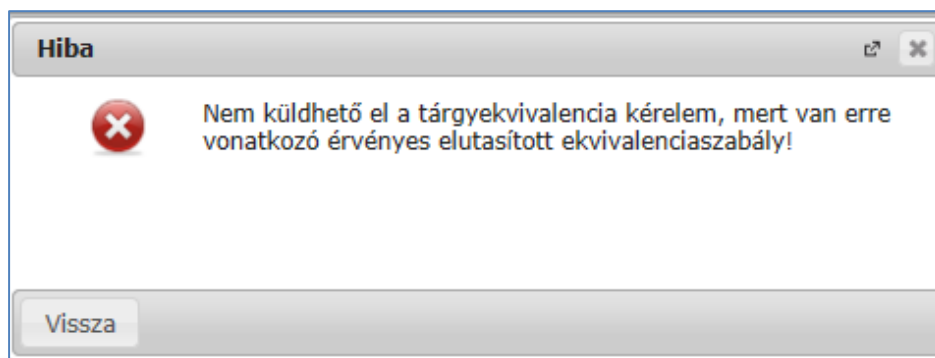 Hiba
Nem küldhető el a tárgyekvivalencia kérelem, mert van erre
vonatkozó érvényes elutasított ekvivalenciaszabály!
Vissza